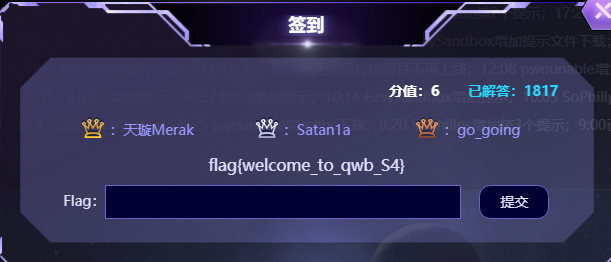 签到
分值：6 已解答：1817
：天璇Merak ：Satan1a ：go_going
flag{welcome_to_qwb_S4}
Flag: 提交